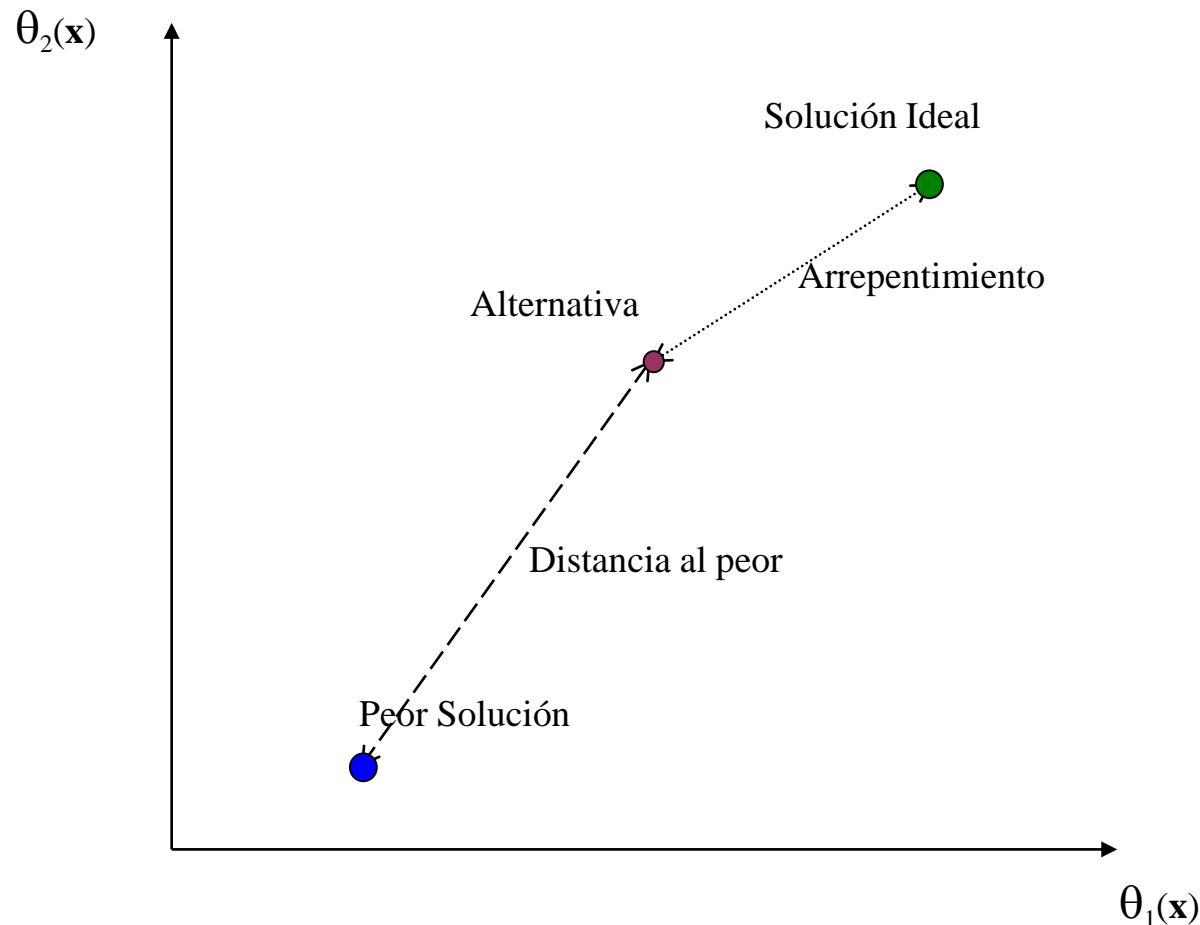 θ₂(x)
Solución Ideal
Arrepentimiento
Alternativa
Distancia al peor
Peor Solución
θ₁(x)